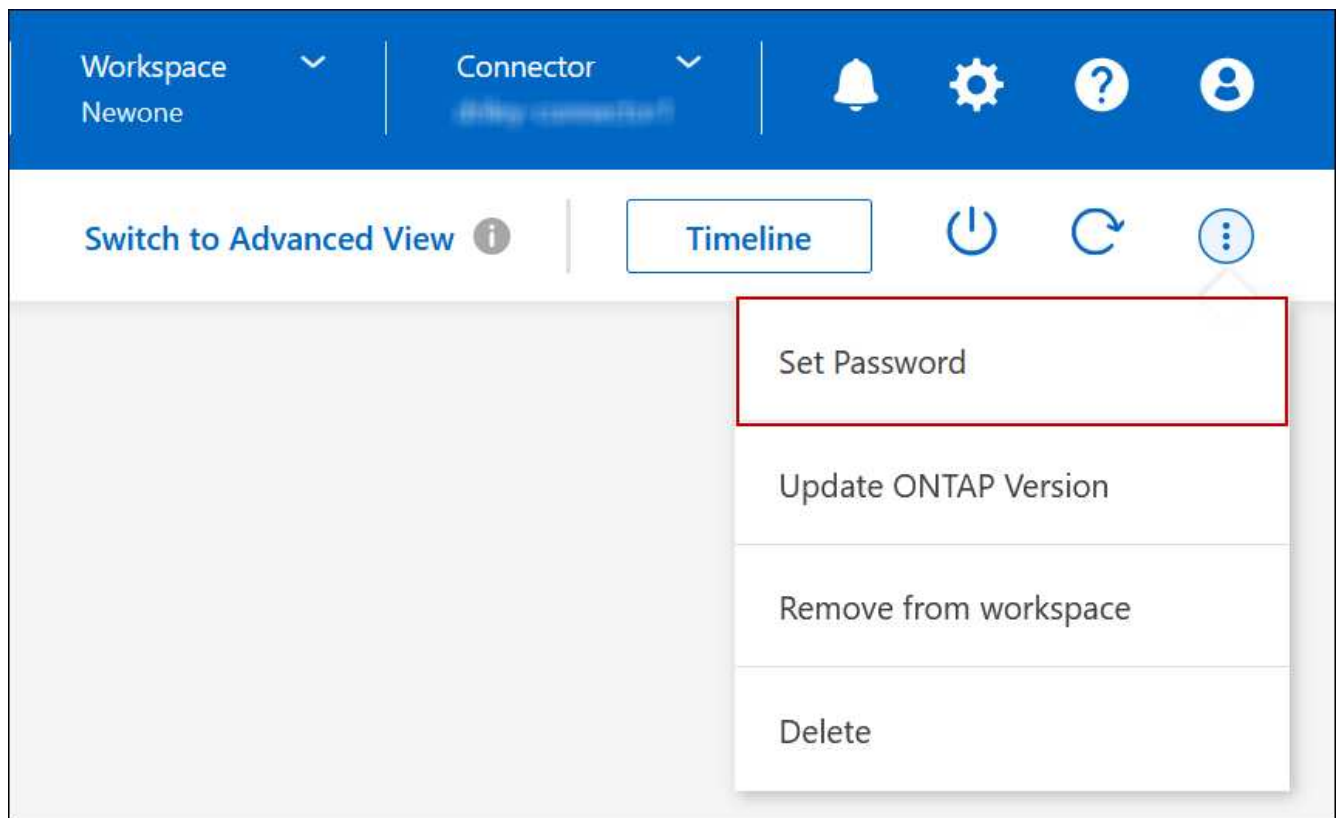 Workspace
Connector
Newone
Switch to Advanced View
Timeline
Set Password
Update ONTAP Version
Remove from workspace
Delete